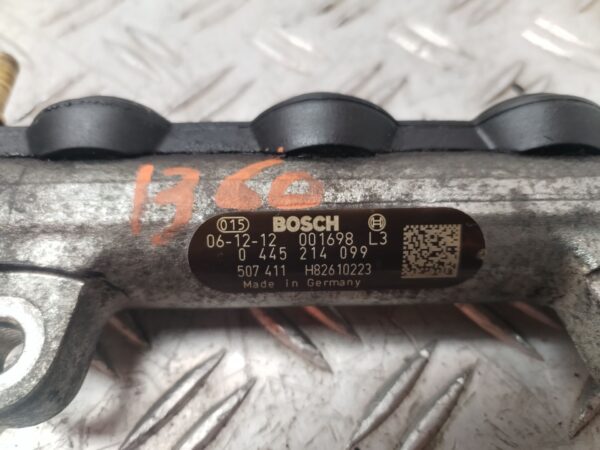 1360
015 BOSCH
06-12-12 001698 L3
0 445 214 099
507 411 H82610223
Made in Germany